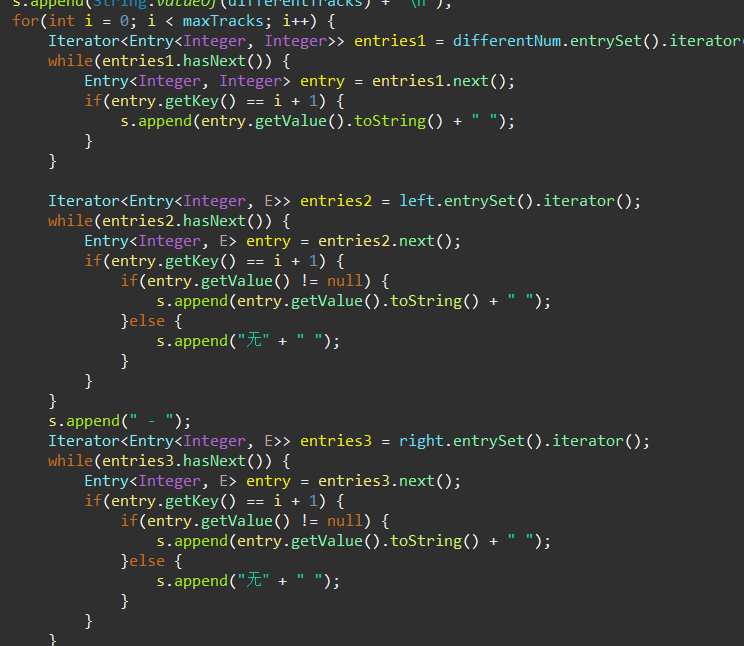 s.append(String.valueOf(differentTracks) + "\n");
for(int i = 0; i < maxTracks; i++) {
    Iterator<Entry<Integer, Integer>> entries1 = differentNum.entrySet().iterator(
    while(entries1.hasNext()) {
        Entry<Integer, Integer> entry = entries1.next();
        if(entry.getKey() == i + 1) {
            s.append(entry.getValue().toString() + " ");
        }
    }
    Iterator<Entry<Integer, E>> entries2 = left.entrySet().iterator();
    while(entries2.hasNext()) {
        Entry<Integer, E> entry = entries2.next();
        if(entry.getKey() == i + 1) {
            if(entry.getValue() != null) {
                s.append(entry.getValue().toString() + " ");
            }else {
                s.append("无" + " ");
            }
        }
    }
    s.append(" - ");
    Iterator<Entry<Integer, E>> entries3 = right.entrySet().iterator();
    while(entries3.hasNext()) {
        Entry<Integer, E> entry = entries3.next();
        if(entry.getKey() == i + 1) {
            if(entry.getValue() != null) {
                s.append(entry.getValue().toString() + " ");
            }else {
                s.append("无" + " ");
            }
        }
    }